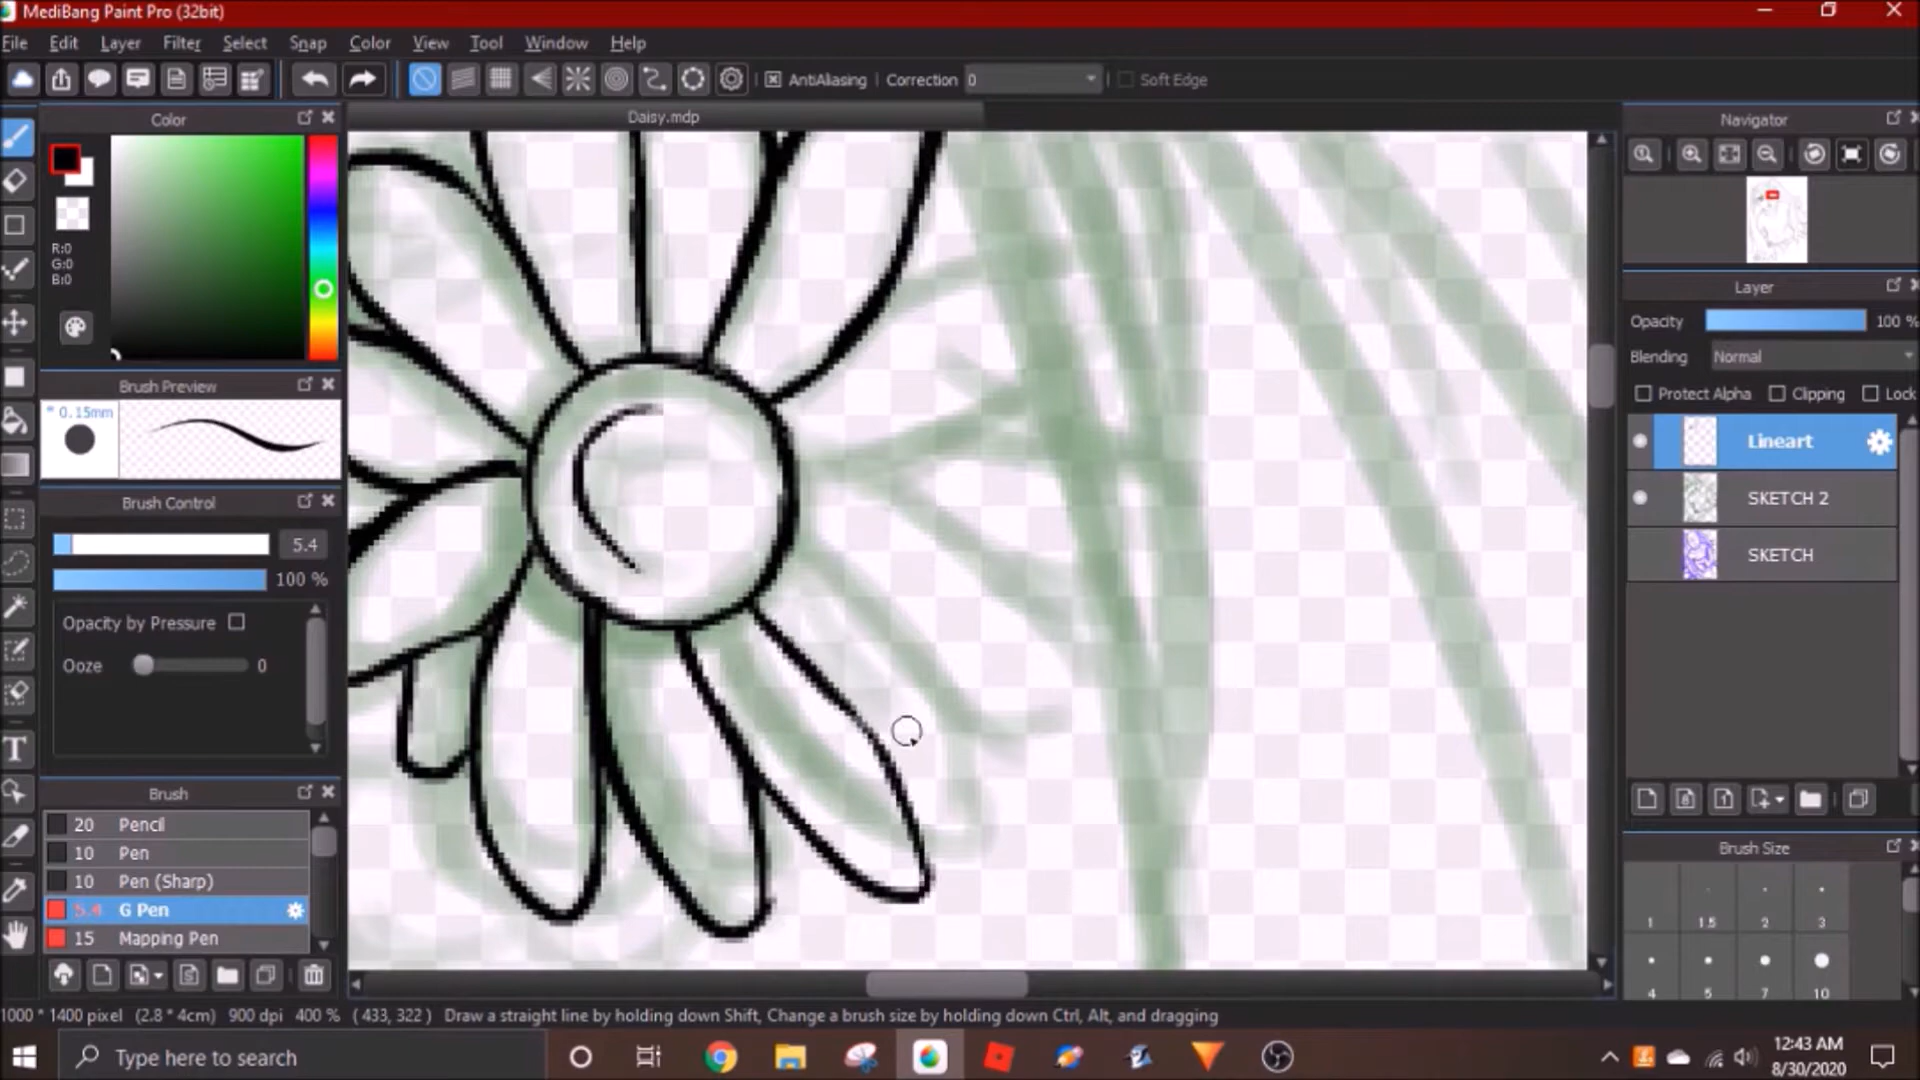 MediBang Paint Pro (32bit)
File Edit Layer Filter Select Snap Color View Tool Window Help
AntiAliasing Correction 0 Soft Edge
Color
Daisy.mdp
Navigator
R:0
G:0
B:0
Layer
Opacity 100 %
Blending Normal
Protect Alpha Clipping Lock
Brush Preview
* 0.15mm
Lineart
SKETCH 2
SKETCH
Brush Control
5.4
100 %
Opacity by Pressure
Ooze 0
T
Brush
20 Pencil
10 Pen
10 Pen (Sharp)
5.4 G Pen
15 Mapping Pen
Brush Size
1 1.5 2 3
4 5 7 10
1000 * 1400 pixel (2.8 * 4cm) 900 dpi 400 % ( 433, 322 ) Draw a straight line by holding down Shift, Change a brush size by holding down Ctrl, Alt, and dragging
Type here to search
12:43 AM
8/30/2020